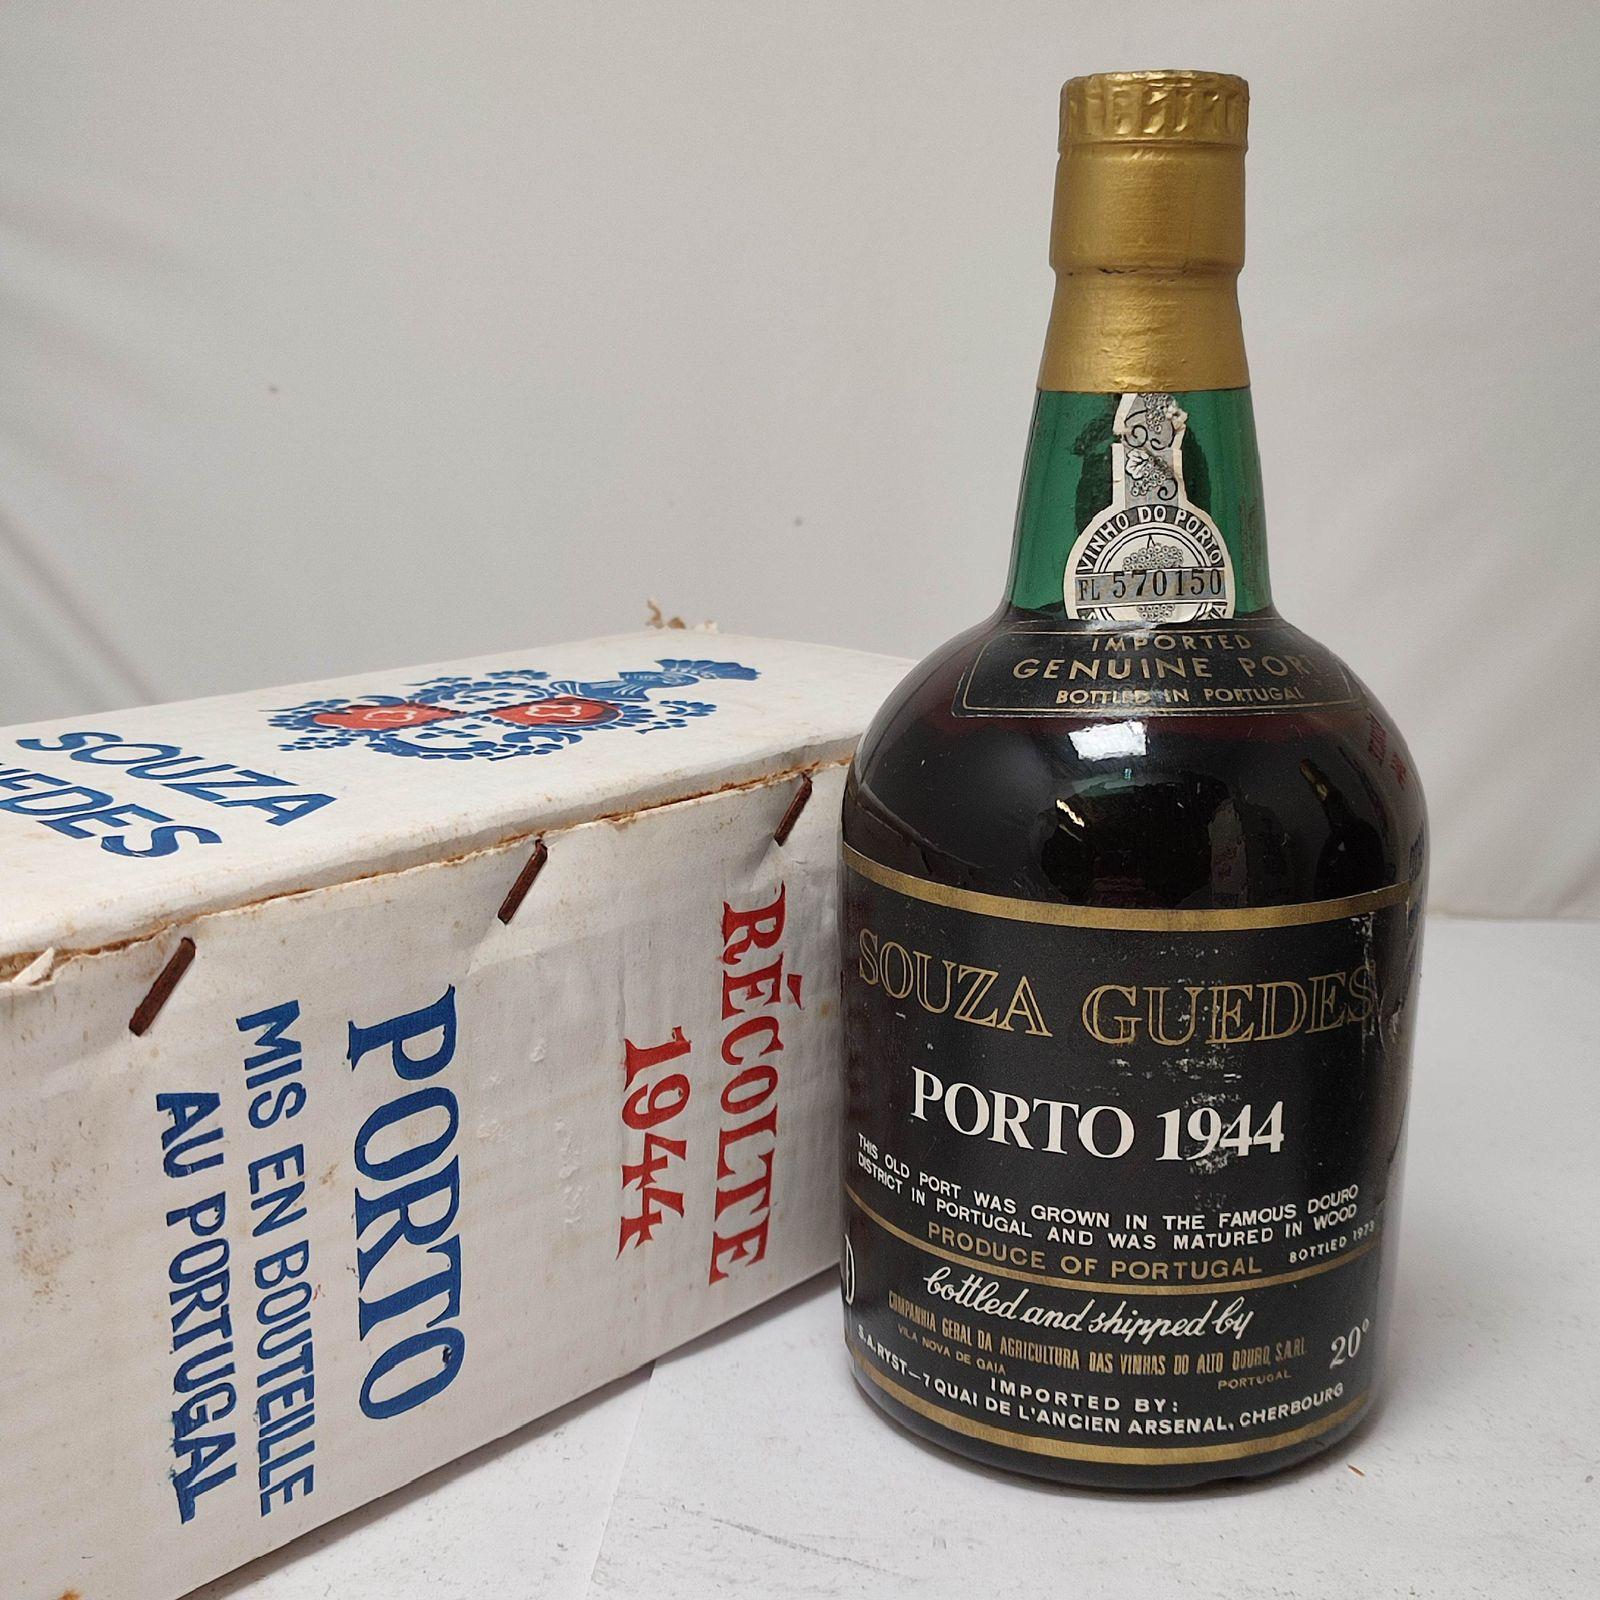 SOUZA
RÉCOLTE
1944
PORTO
MIS EN BOUTEILLE
AU PORTUGAL
VINHO DO PORTO
FL 570150
IMPORTED
GENUINE PORT
BOTTLED IN PORTUGAL
SOUZA GUEDES
PORTO 1944
THIS OLD PORT WAS GROWN IN THE FAMOUS DOURO
DISTRICT IN PORTUGAL AND WAS MATURED IN WOOD
PRODUCE OF PORTUGAL
BOTTLED 1973
bottled and shipped by
COMPANHIA GERAL DA AGRICULTURA DAS VINHAS DO ALTO DOURO, S.A.R.L.
VILA NOVA DE GAIA
PORTUGAL
20°
IMPORTED BY:
S.A.RYST-7 QUAI DE L'ANCIEN ARSENAL, CHERBOURG